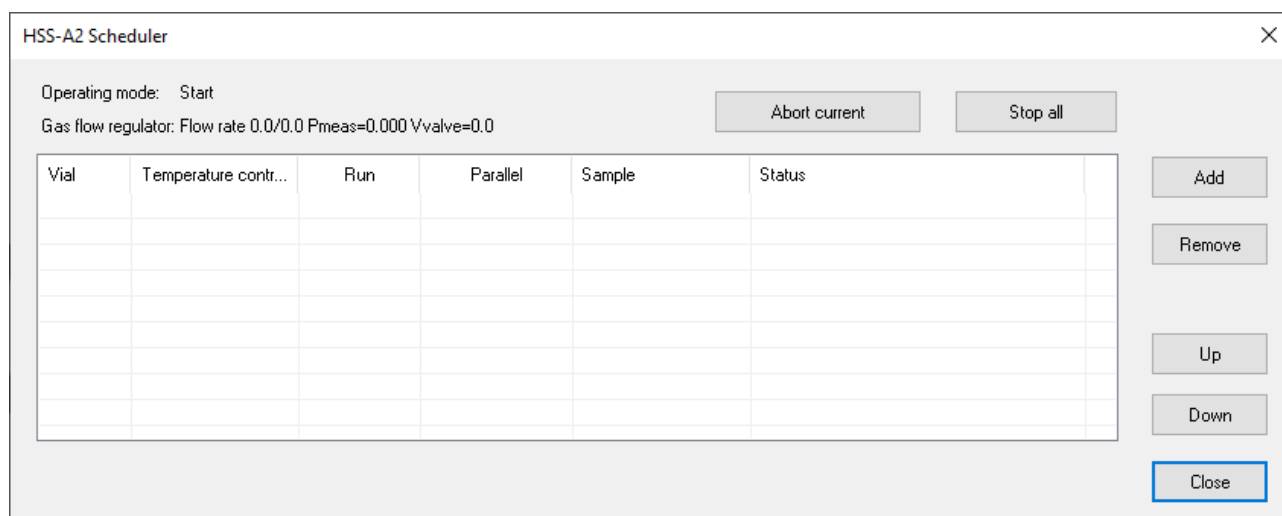 HSS-A2 Scheduler
Operating mode: Start
Gas flow regulator: Flow rate 0.0/0.0 Pmeas=0.000 Vvalve=0.0
Abort current
Stop all
Vial Temperature contr... Run Parallel Sample Status
Add
Remove
Up
Down
Close